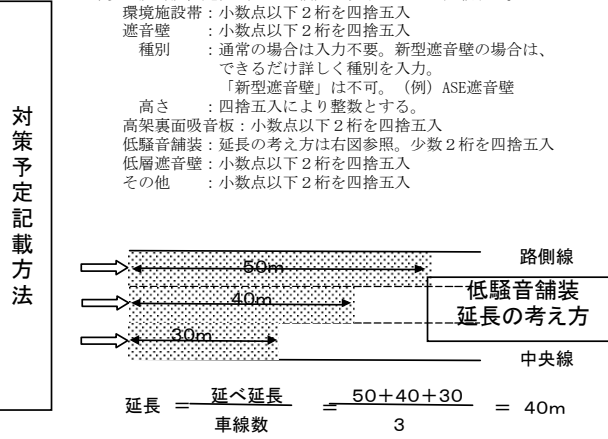 対策予定記載方法
環境施設帯：小数点以下２桁を四捨五入
遮音壁　　：小数点以下２桁を四捨五入
種別　　：通常の場合は入力不要。新型遮音壁の場合は、
できるだけ詳しく種別を入力。
「新型遮音壁」は不可。（例）ASE遮音壁
高さ　　：四捨五入により整数とする。
高架裏面吸音板：小数点以下２桁を四捨五入
低騒音舗装：延長の考え方は右図参照。少数２桁を四捨五入
低層遮音壁：小数点以下２桁を四捨五入
その他　　：小数点以下２桁を四捨五入
路側線
50m
40m
30m
低騒音舗装
延長の考え方
中央線
延長 ＝ 延べ延長 ＝ 50＋40＋30 ＝ 40m
車線数 3